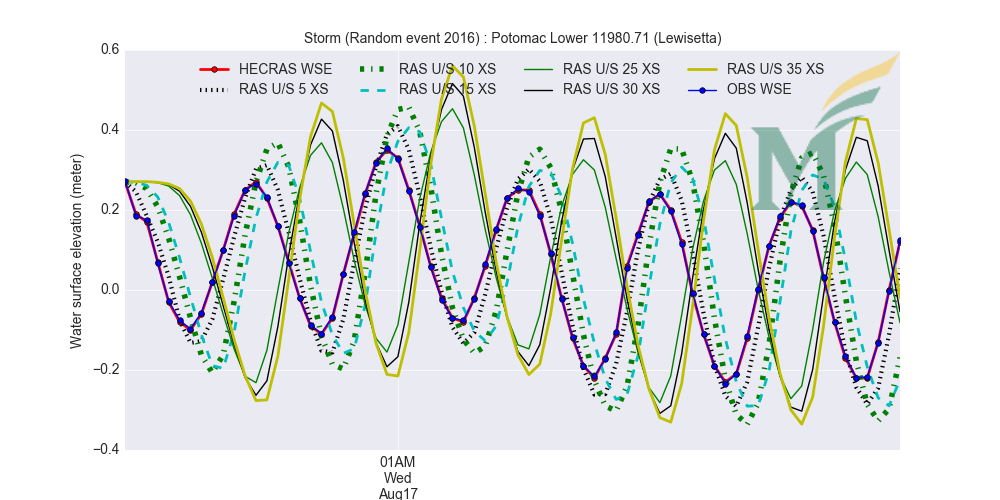 Storm (Random event 2016) : Potomac Lower 11980.71 (Lewisetta)
HECRAS WSE
RAS U/S 5 XS
RAS U/S 10 XS
RAS U/S 15 XS
RAS U/S 25 XS
RAS U/S 30 XS
RAS U/S 35 XS
OBS WSE
M
Water surface elevation (meter)
0.6
0.4
0.2
0.0
−0.2
−0.4
01AM
Wed
Aug17